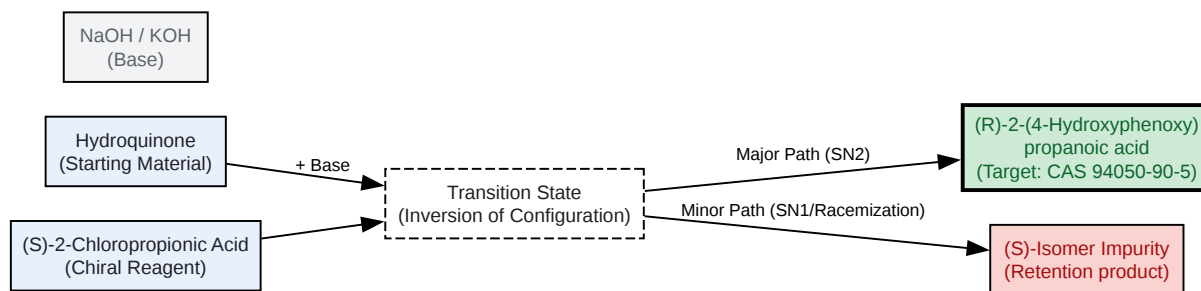 NaOH / KOH
(Base)
Hydroquinone
(Starting Material)
+ Base
(S)-2-Chloropropionic Acid
(Chiral Reagent)
Transition State
(Inversion of Configuration)
Major Path (SN2)
Minor Path (SN1/Racemization)
(R)-2-(4-Hydroxyphenoxy)
propanoic acid
(Target: CAS 94050-90-5)
(S)-Isomer Impurity
(Retention product)